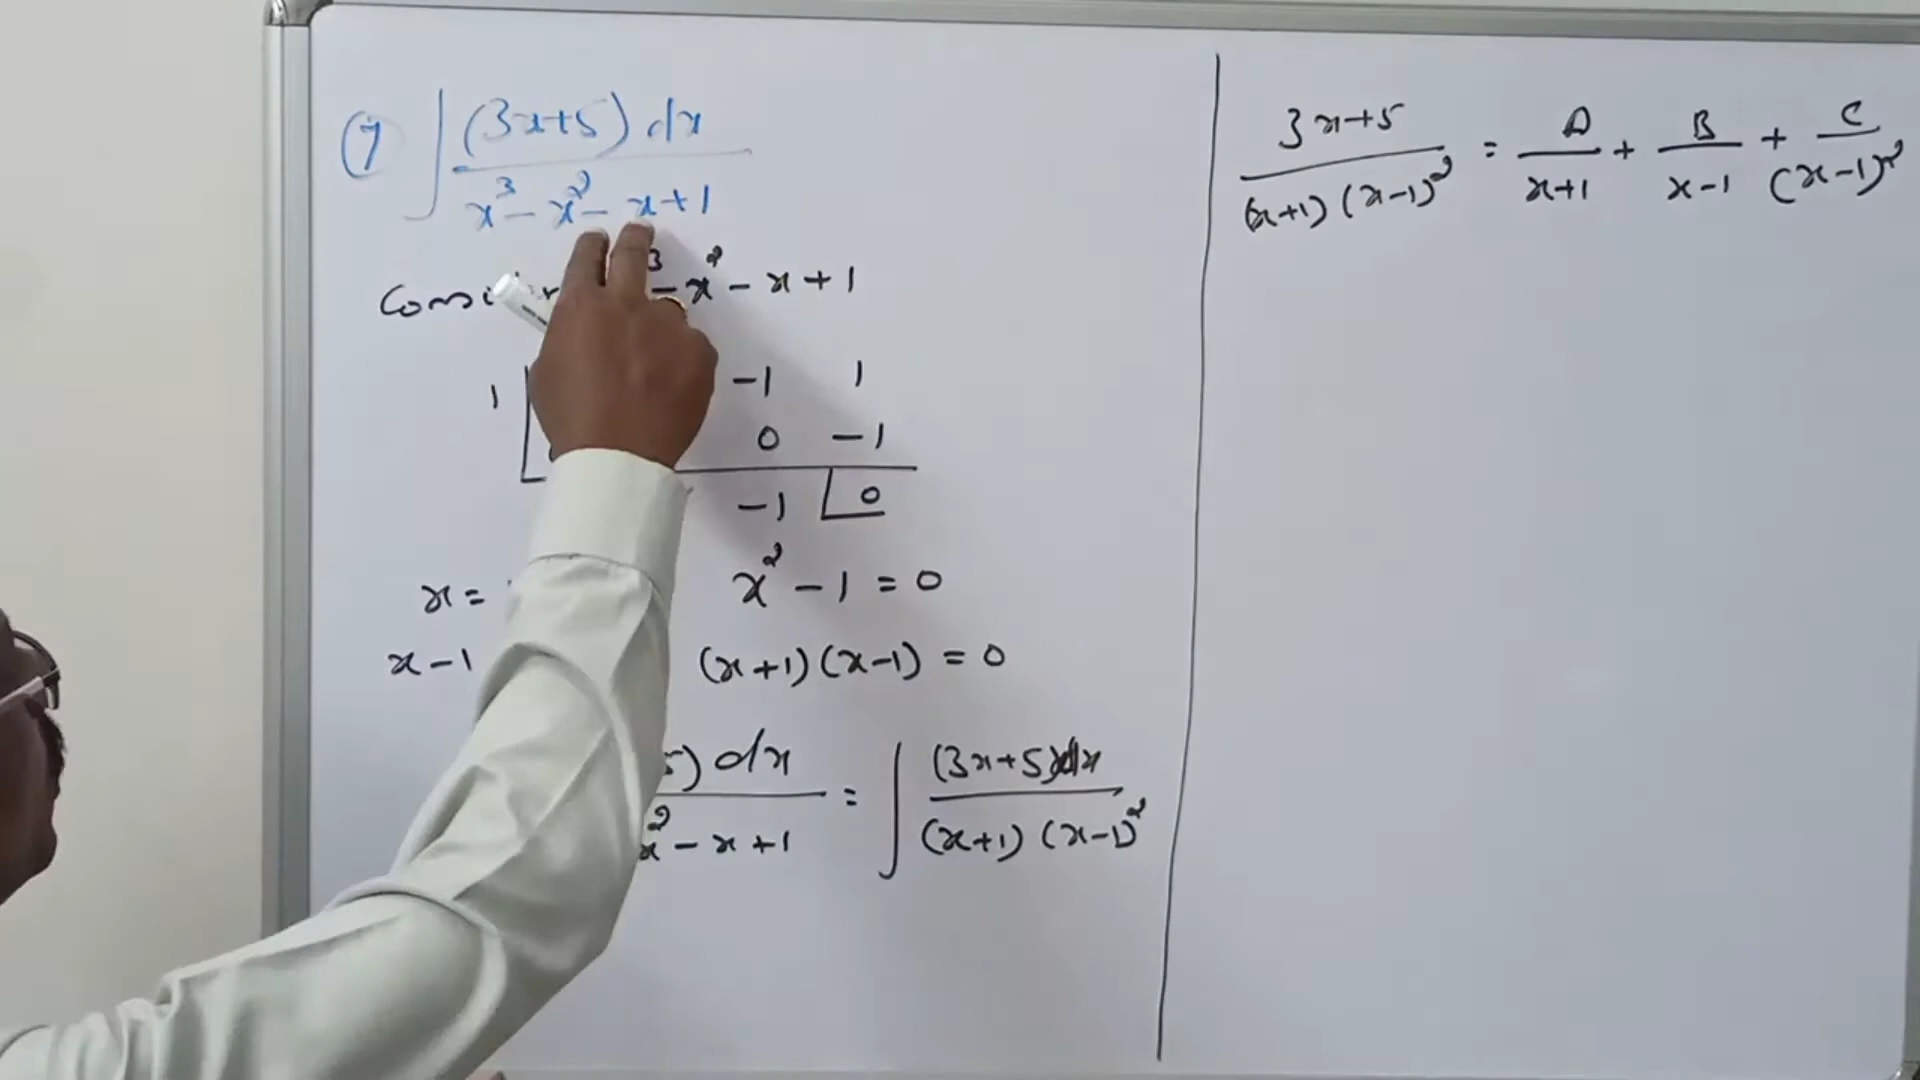 ⑦ ∫ (3x+5) dx / x³ - x² - x + 1
³ - x² - x + 1
1 | -1 1
0 -1
-1 | 0
x = x² - 1 = 0
x - 1 (x+1)(x-1) = 0
5) dx / x² - x + 1 = ∫ (3x+5)dx / (x+1)(x-1)²
3x+5 / (x+1)(x-1)² = A / x+1 + B / x-1 + C / (x-1)²